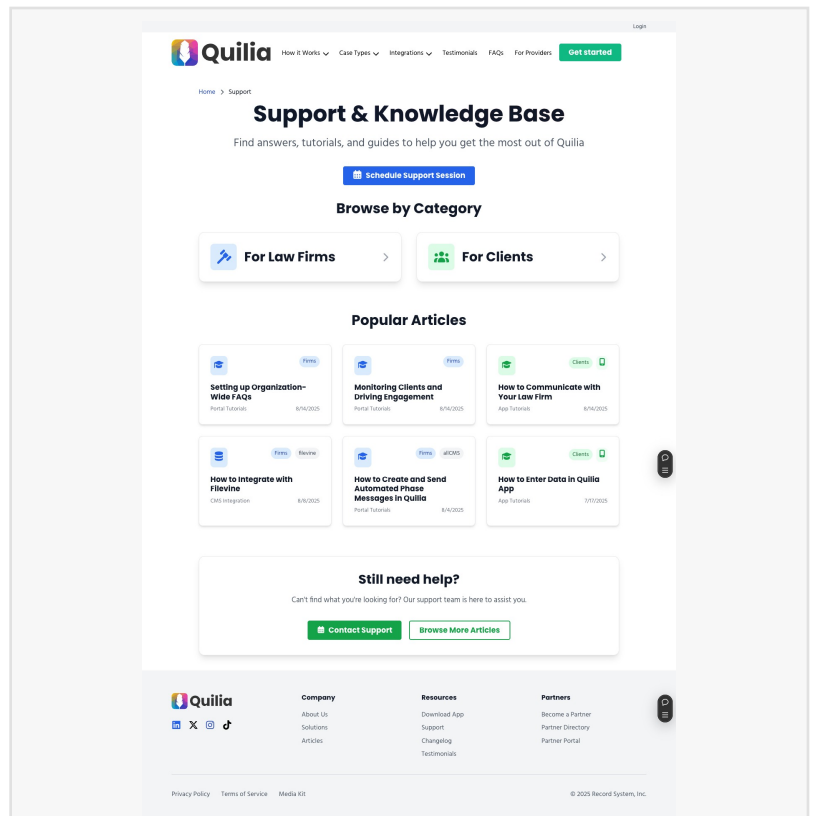 Login
Quilia
How it Works
Case Types
Integrations
Testimonials
FAQs
For Providers
Get started
Home > Support
Support & Knowledge Base
Find answers, tutorials, and guides to help you get the most out of Quilia
Schedule Support Session
Browse by Category
For Law Firms
For Clients
Popular Articles
Firms
Setting up Organization-
Wide FAQs
Portal Tutorials
8/14/2025
Firms
Monitoring Clients and
Driving Engagement
Portal Tutorials
8/14/2025
Clients
How to Communicate with
Your Law Firm
App Tutorials
8/14/2025
Firms
filevine
How to Integrate with
Filevine
CMS Integration
8/8/2025
Firms
allCMS
How to Create and Send
Automated Phase
Messages in Quilia
Portal Tutorials
8/4/2025
Clients
How to Enter Data in Quilia
App
App Tutorials
7/17/2025
Still need help?
Can't find what you're looking for? Our support team is here to assist you.
Contact Support
Browse More Articles
Quilia
Company
About Us
Solutions
Articles
Resources
Download App
Support
Changelog
Testimonials
Partners
Become a Partner
Partner Directory
Partner Portal
Privacy Policy
Terms of Service
Media Kit
© 2025 Record System, Inc.